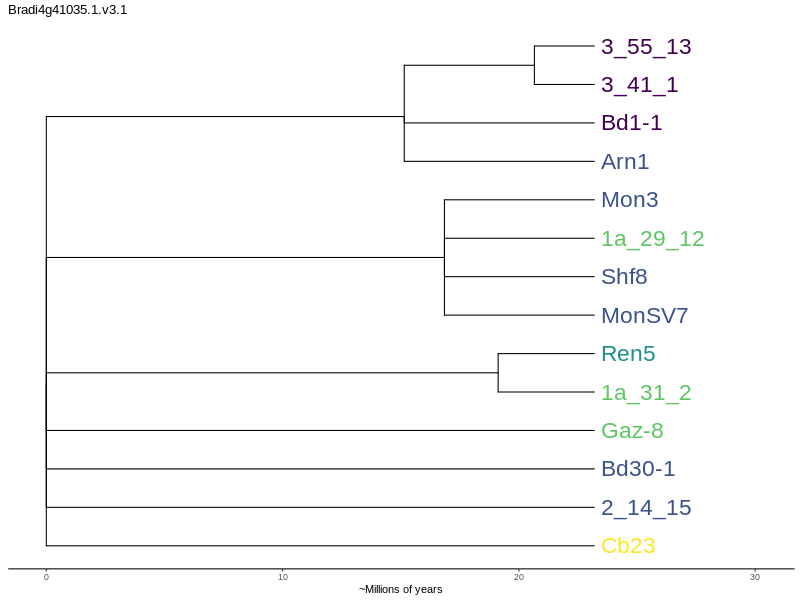 Bradi4g41035.1.v3.1
3_55_13
3_41_1
Bd1-1
Arn1
Mon3
1a_29_12
Shf8
MonSV7
Ren5
1a_31_2
Gaz-8
Bd30-1
2_14_15
Cb23
0 10 20 30
~Millions of years